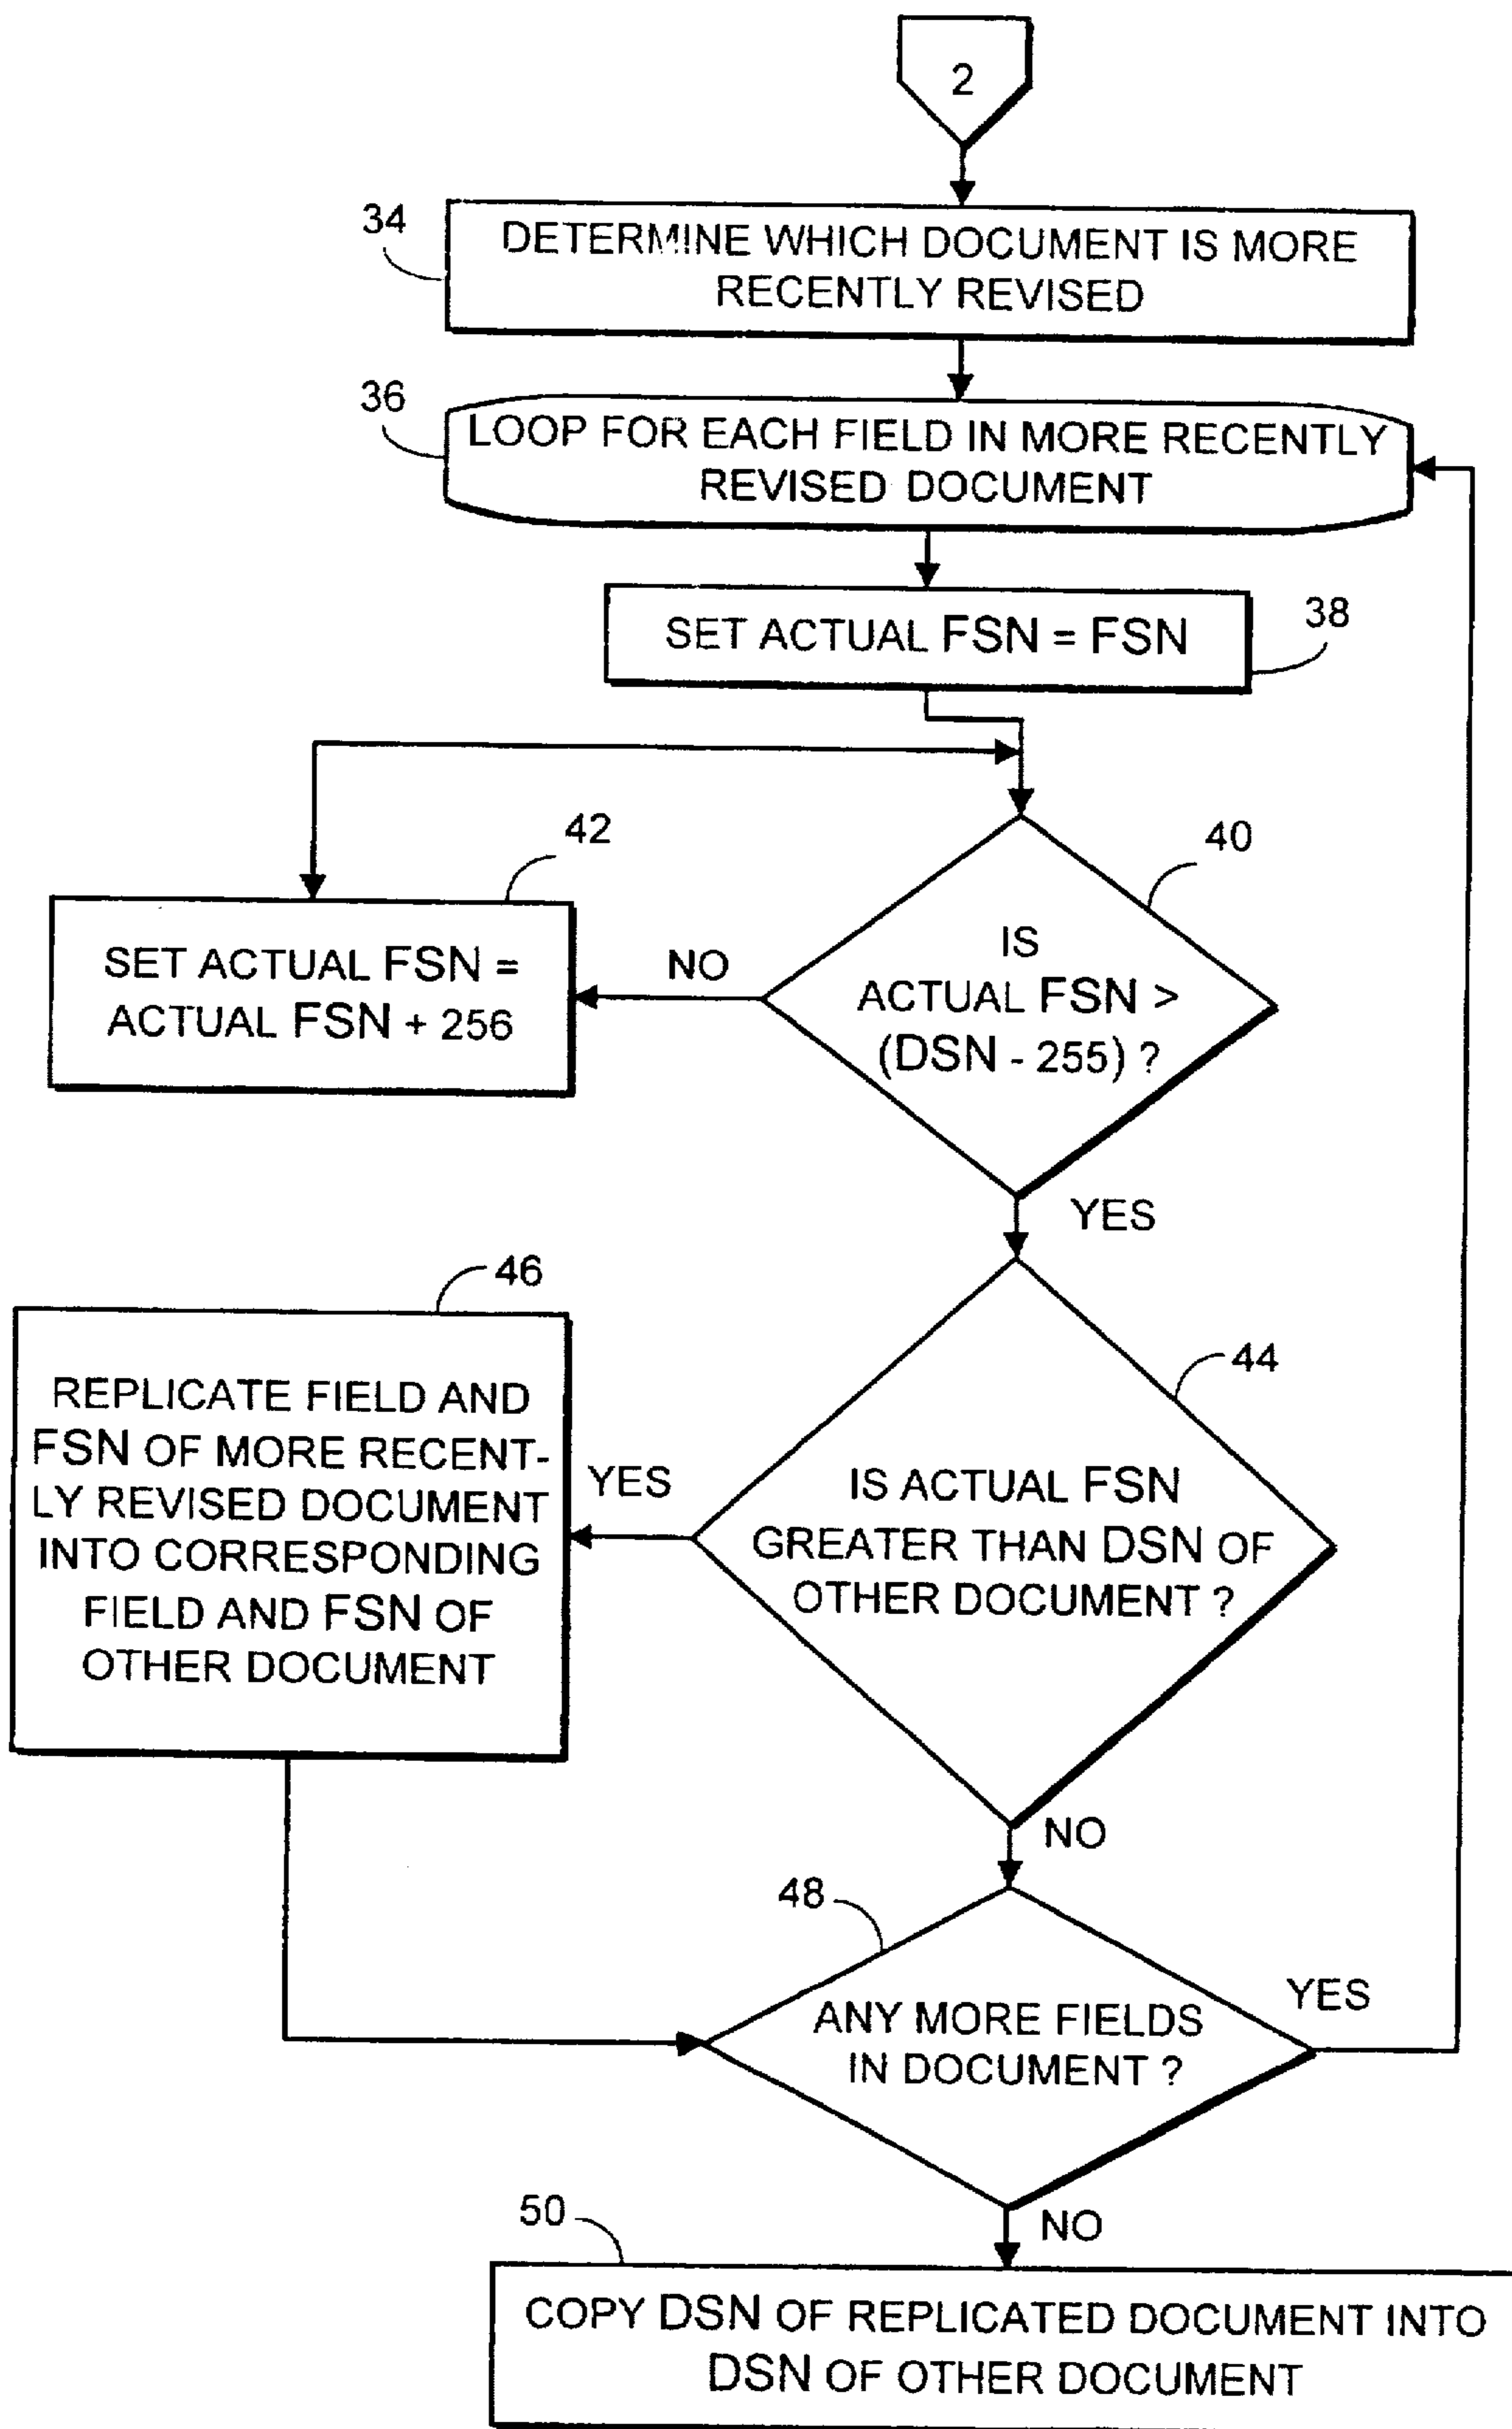 2
34
DETERMINE WHICH DOCUMENT IS MORE
RECENTLY REVISED
36
LOOP FOR EACH FIELD IN MORE RECENTLY
REVISED DOCUMENT
SET ACTUAL FSN = FSN
38
42
40
SET ACTUAL FSN =
ACTUAL FSN + 256
NO
IS
ACTUAL FSN >
(DSN - 255) ?
YES
46
44
REPLICATE FIELD AND
FSN OF MORE RECENT-
LY REVISED DOCUMENT
INTO CORRESPONDING
FIELD AND FSN OF
OTHER DOCUMENT
YES
IS ACTUAL FSN
GREATER THAN DSN OF
OTHER DOCUMENT ?
NO
48
ANY MORE FIELDS
IN DOCUMENT ?
YES
NO
50
COPY DSN OF REPLICATED DOCUMENT INTO
DSN OF OTHER DOCUMENT